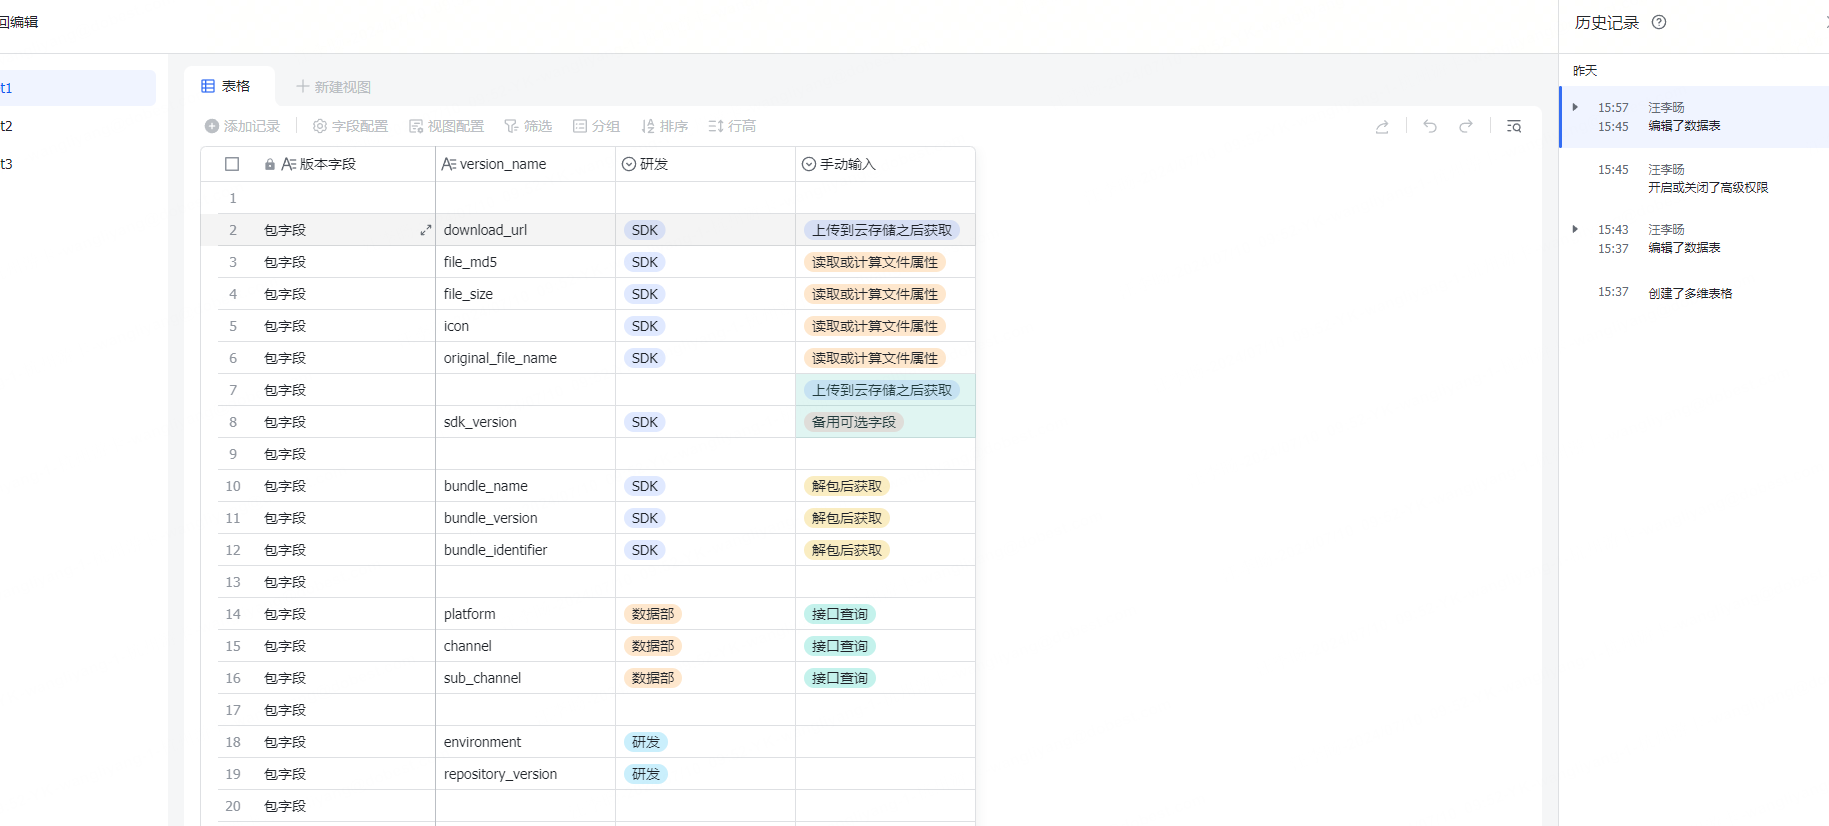 回编辑
历史记录
t1
t2
t3
表格
新建视图
添加记录 字段配置 视图配置 筛选 分组 排序 行高
版本字段 version_name 研发 手动输入
1
2 包字段 download_url SDK 上传到云存储之后获取
3 包字段 file_md5 SDK 读取或计算文件属性
4 包字段 file_size SDK 读取或计算文件属性
5 包字段 icon SDK 读取或计算文件属性
6 包字段 original_file_name SDK 读取或计算文件属性
7 包字段 上传到云存储之后获取
8 包字段 sdk_version SDK 备用可选字段
9 包字段
10 包字段 bundle_name SDK 解包后获取
11 包字段 bundle_version SDK 解包后获取
12 包字段 bundle_identifier SDK 解包后获取
13 包字段
14 包字段 platform 数据部 接口查询
15 包字段 channel 数据部 接口查询
16 包字段 sub_channel 数据部 接口查询
17 包字段
18 包字段 environment 研发
19 包字段 repository_version 研发
20 包字段
昨天
15:57 汪李旸
15:45 编辑了数据表
15:45 汪李旸
开启或关闭了高级权限
15:43 汪李旸
15:37 编辑了数据表
15:37 创建了多维表格